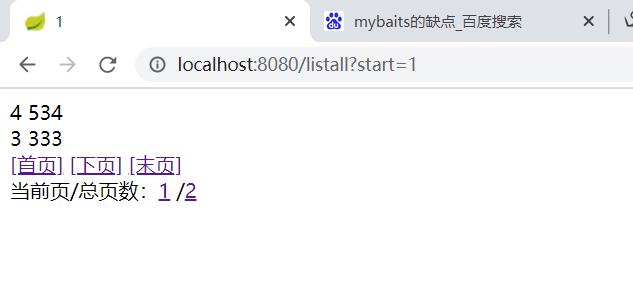 1
mybaits的缺点_百度搜索
localhost:8080/listall?start=1
4 534
3 333
[首页] [下页] [末页]
当前页/总页数：1 /2